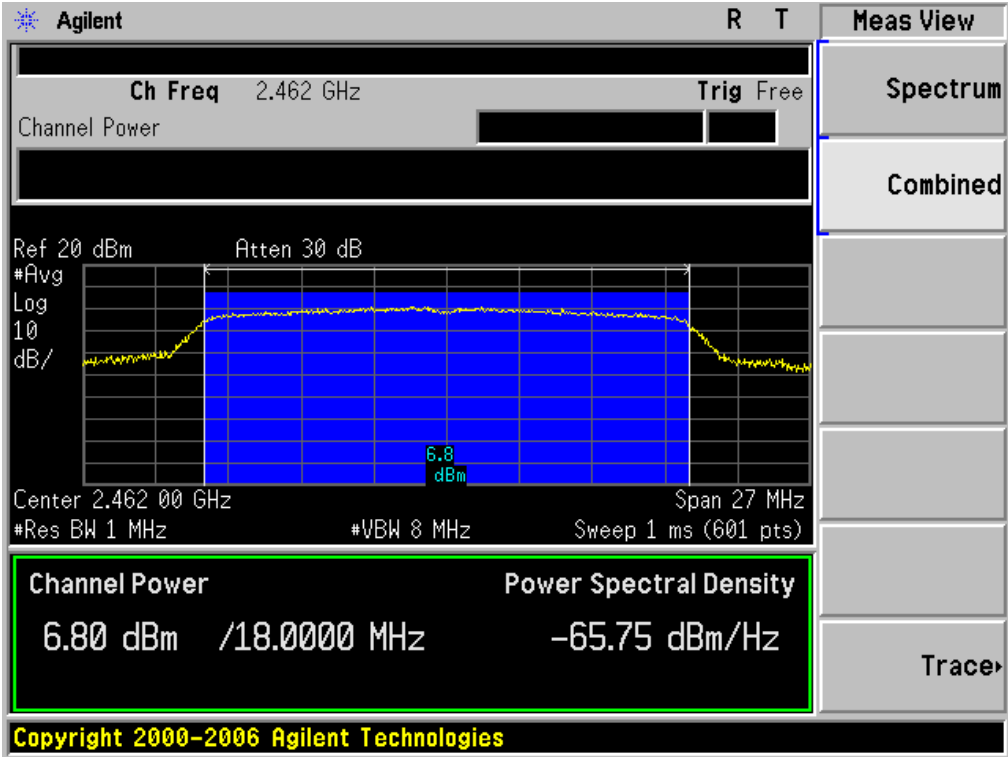 Agilent R T Meas View
Ch Freq 2.462 GHz Trig Free
Channel Power
Spectrum
Combined
Ref 20 dBm Atten 30 dB
#Avg
Log
10
dB/
6.8
dBm
Center 2.462 00 GHz Span 27 MHz
#Res BW 1 MHz #VBW 8 MHz Sweep 1 ms (601 pts)
Channel Power Power Spectral Density
6.80 dBm /18.0000 MHz -65.75 dBm/Hz
Trace
Copyright 2000-2006 Agilent Technologies